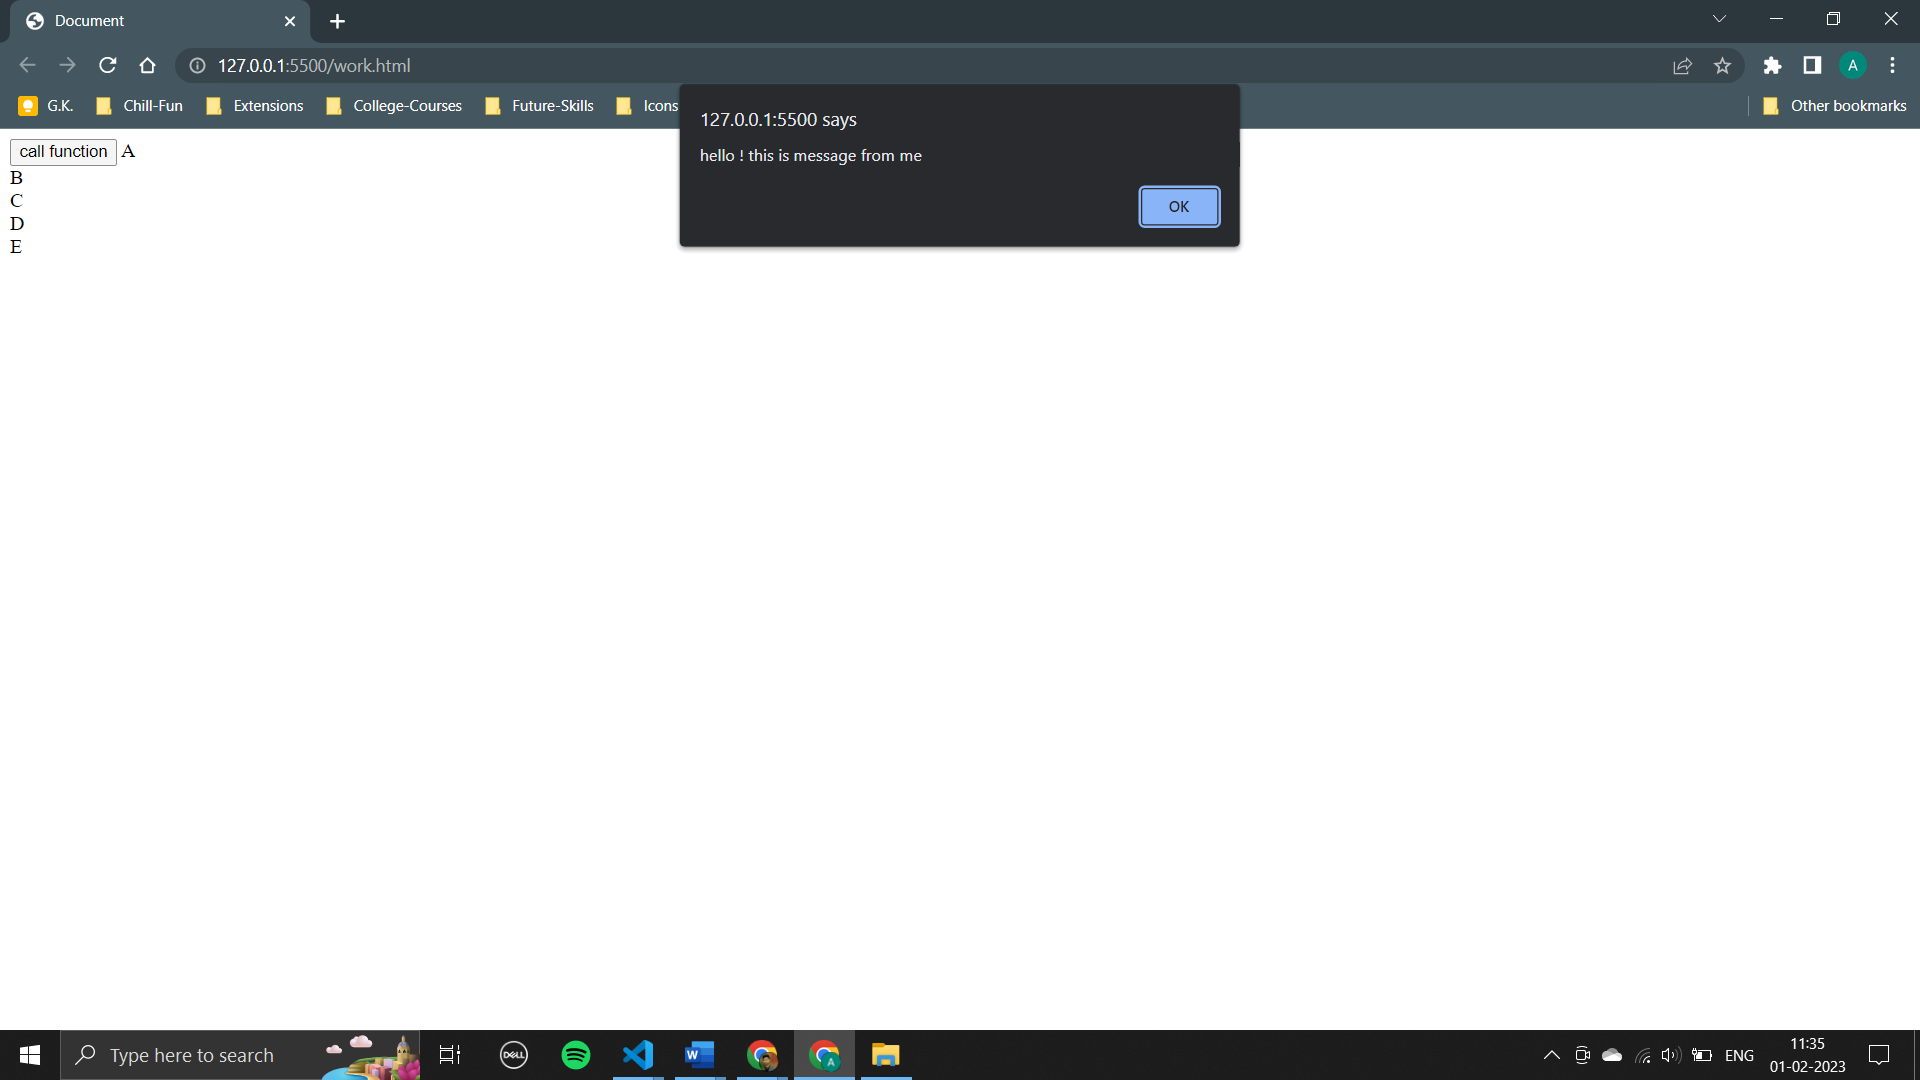 Document
127.0.0.1:5500/work.html
A
G.K. Chill-Fun Extensions College-Courses Future-Skills Icons Other bookmarks
127.0.0.1:5500 says
hello ! this is message from me
OK
call function A
B
C
D
E
Type here to search
DELL
W
A
ENG
11:35
01-02-2023